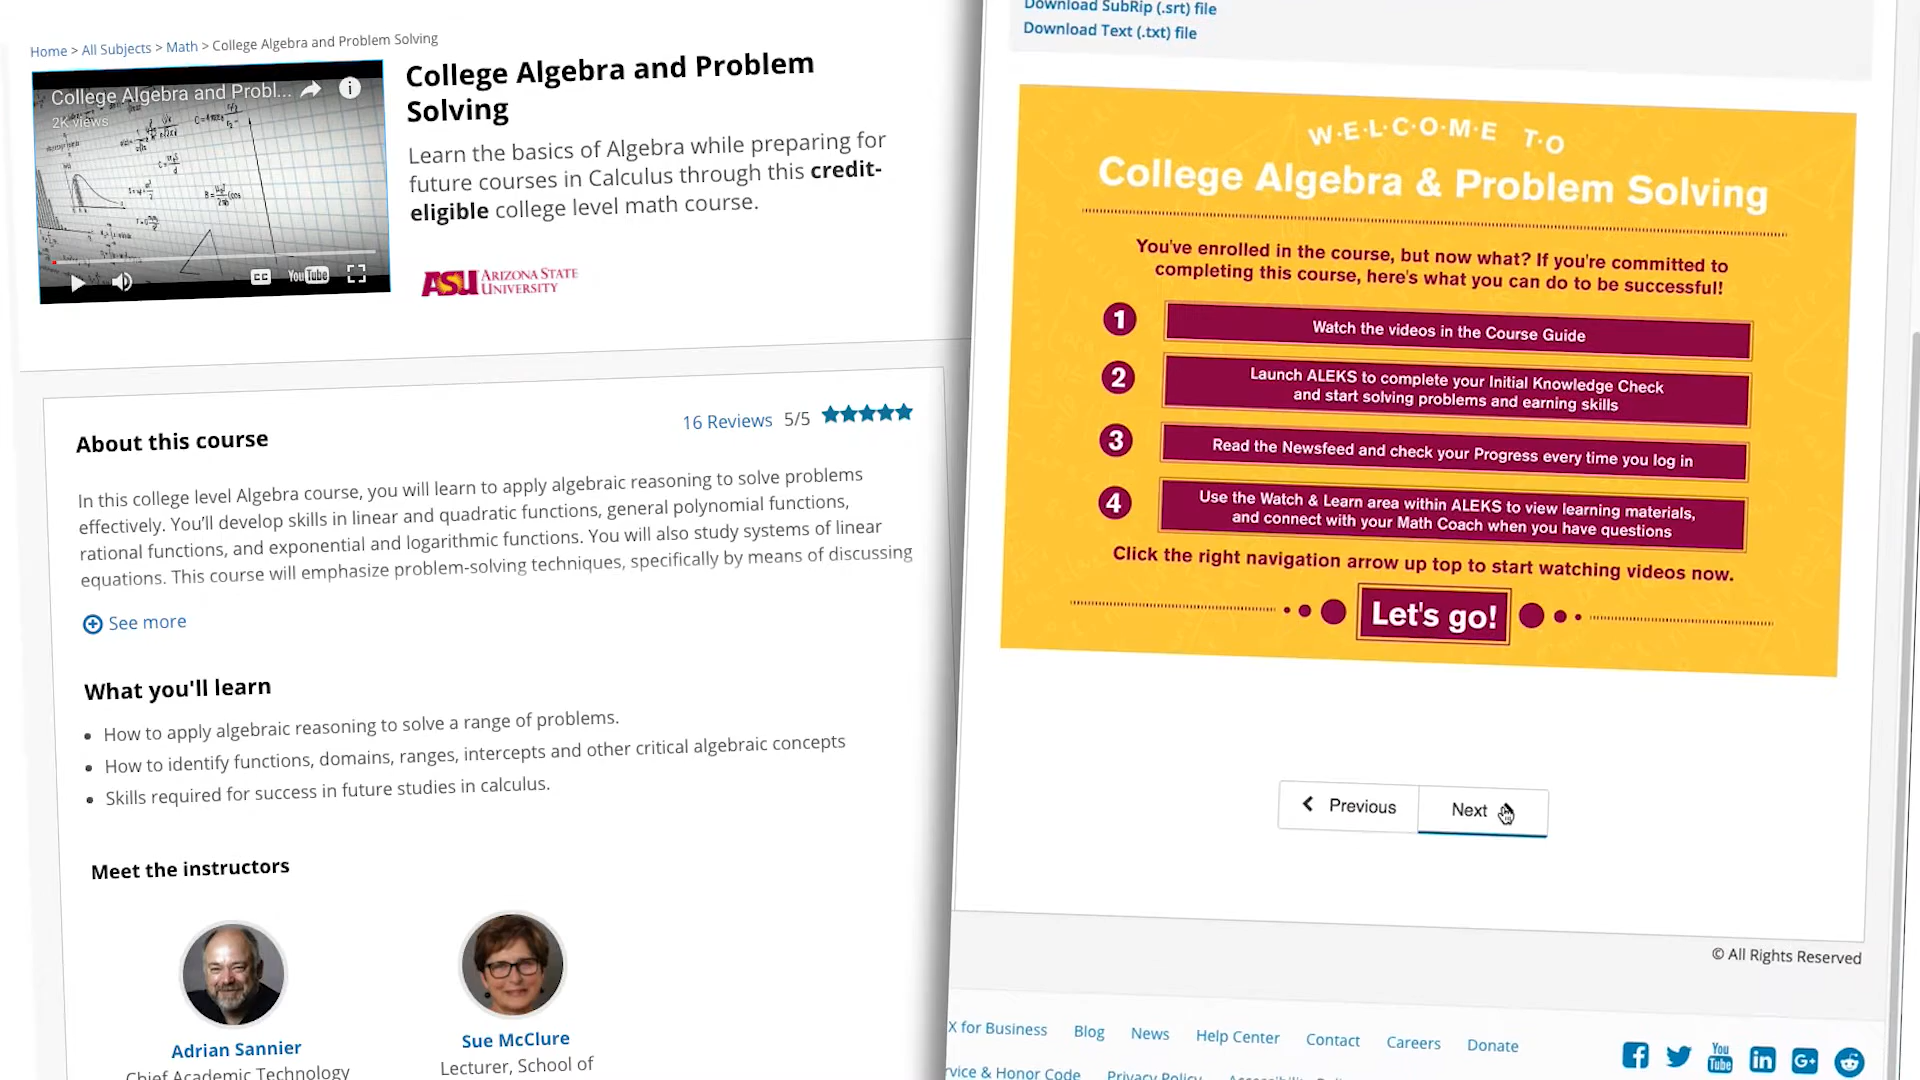 Home > All Subjects > Math > College Algebra and Problem Solving
College Algebra and Probl...
2K views
CC
YouTube
College Algebra and Problem
Solving
Learn the basics of Algebra while preparing for
future courses in Calculus through this credit-
eligible college level math course.
ASU ARIZONA STATE
UNIVERSITY
About this course
16 Reviews 5/5
In this college level Algebra course, you will learn to apply algebraic reasoning to solve problems
effectively. You'll develop skills in linear and quadratic functions, general polynomial functions,
rational functions, and exponential and logarithmic functions. You will also study systems of linear
equations. This course will emphasize problem-solving techniques, specifically by means of discussing
See more
What you'll learn
How to apply algebraic reasoning to solve a range of problems.
How to identify functions, domains, ranges, intercepts and other critical algebraic concepts
Skills required for success in future studies in calculus.
Meet the instructors
Adrian Sannier
Chief Academic Technology
Sue McClure
Lecturer, School of
Download SubRip (.srt) file
Download Text (.txt) file
W·E·L·C·O·M·E T·O
College Algebra & Problem Solving
You've enrolled in the course, but now what? If you're committed to
completing this course, here's what you can do to be successful!
1 Watch the videos in the Course Guide
2 Launch ALEKS to complete your Initial Knowledge Check
and start solving problems and earning skills
3 Read the Newsfeed and check your Progress every time you log in
4 Use the Watch & Learn area within ALEKS to view learning materials,
and connect with your Math Coach when you have questions
Click the right navigation arrow up top to start watching videos now.
Let's go!
Previous Next
© All Rights Reserved
X for Business Blog News Help Center Contact Careers Donate
You
Tube
in
G+
rvice & Honor Code Privacy Policy